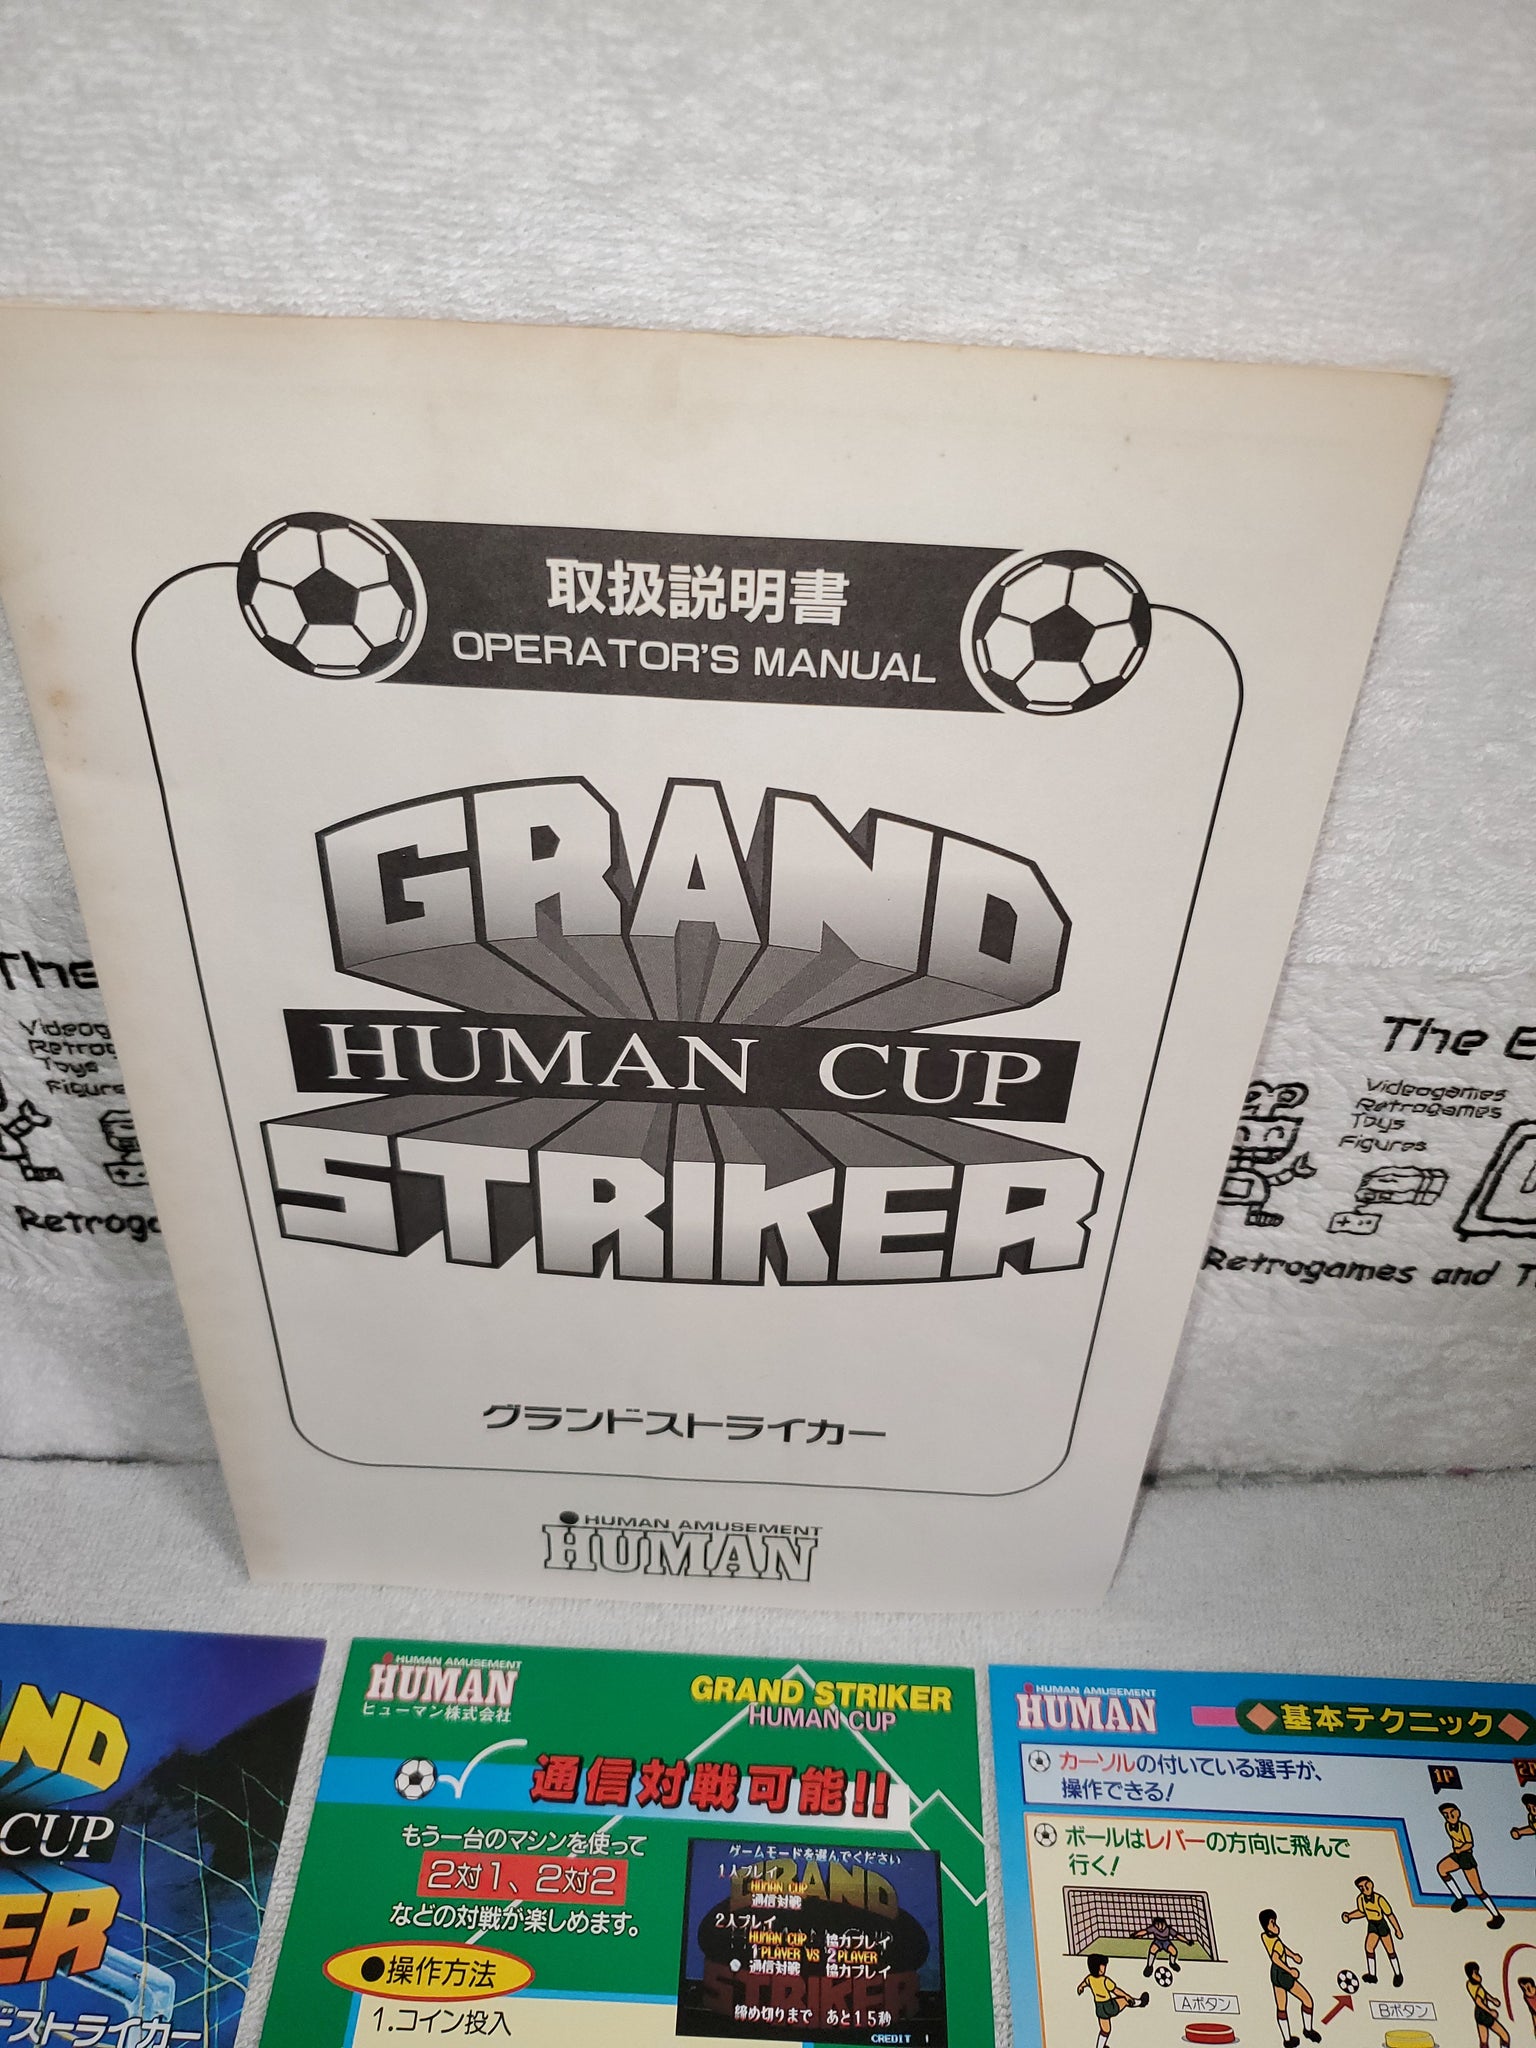 取扱説明書
OPERATOR'S MANUAL
GRAND
HUMAN CUP
STRIKER
グランドストライカー
HUMAN AMUSEMENT
HUMAN
The
Retro
Toys
The
Videogames
Retrogames
Toys
Figures
Retrogames and
ND
CUP
ER
ドストライカー
HUMAN AMUSEMENT
HUMAN
ヒューマン株式会社
GRAND STRIKER
HUMAN CUP
通信対戦可能!!
もう一台のマシンを使って
2対1、2対2
などの対戦が楽しめます。
●操作方法
1.コイン投入
ゲームモードを選んでください
1人プレイ
HUMAN CUP
通信対戦
2人プレイ
HUMAN CUP 協力プレイ
1 PLAYER VS 2 PLAYER
通信対戦 協力プレイ
締め切りまで あと15秒
CREDIT 1
GRAND
STRIKER
HUMAN AMUSEMENT
HUMAN
◆基本テクニック◆
カーソルの付いている選手が、
操作できる!
1P
ボールはレバーの方向に飛んで
行く!
Aボタン
Bボタン